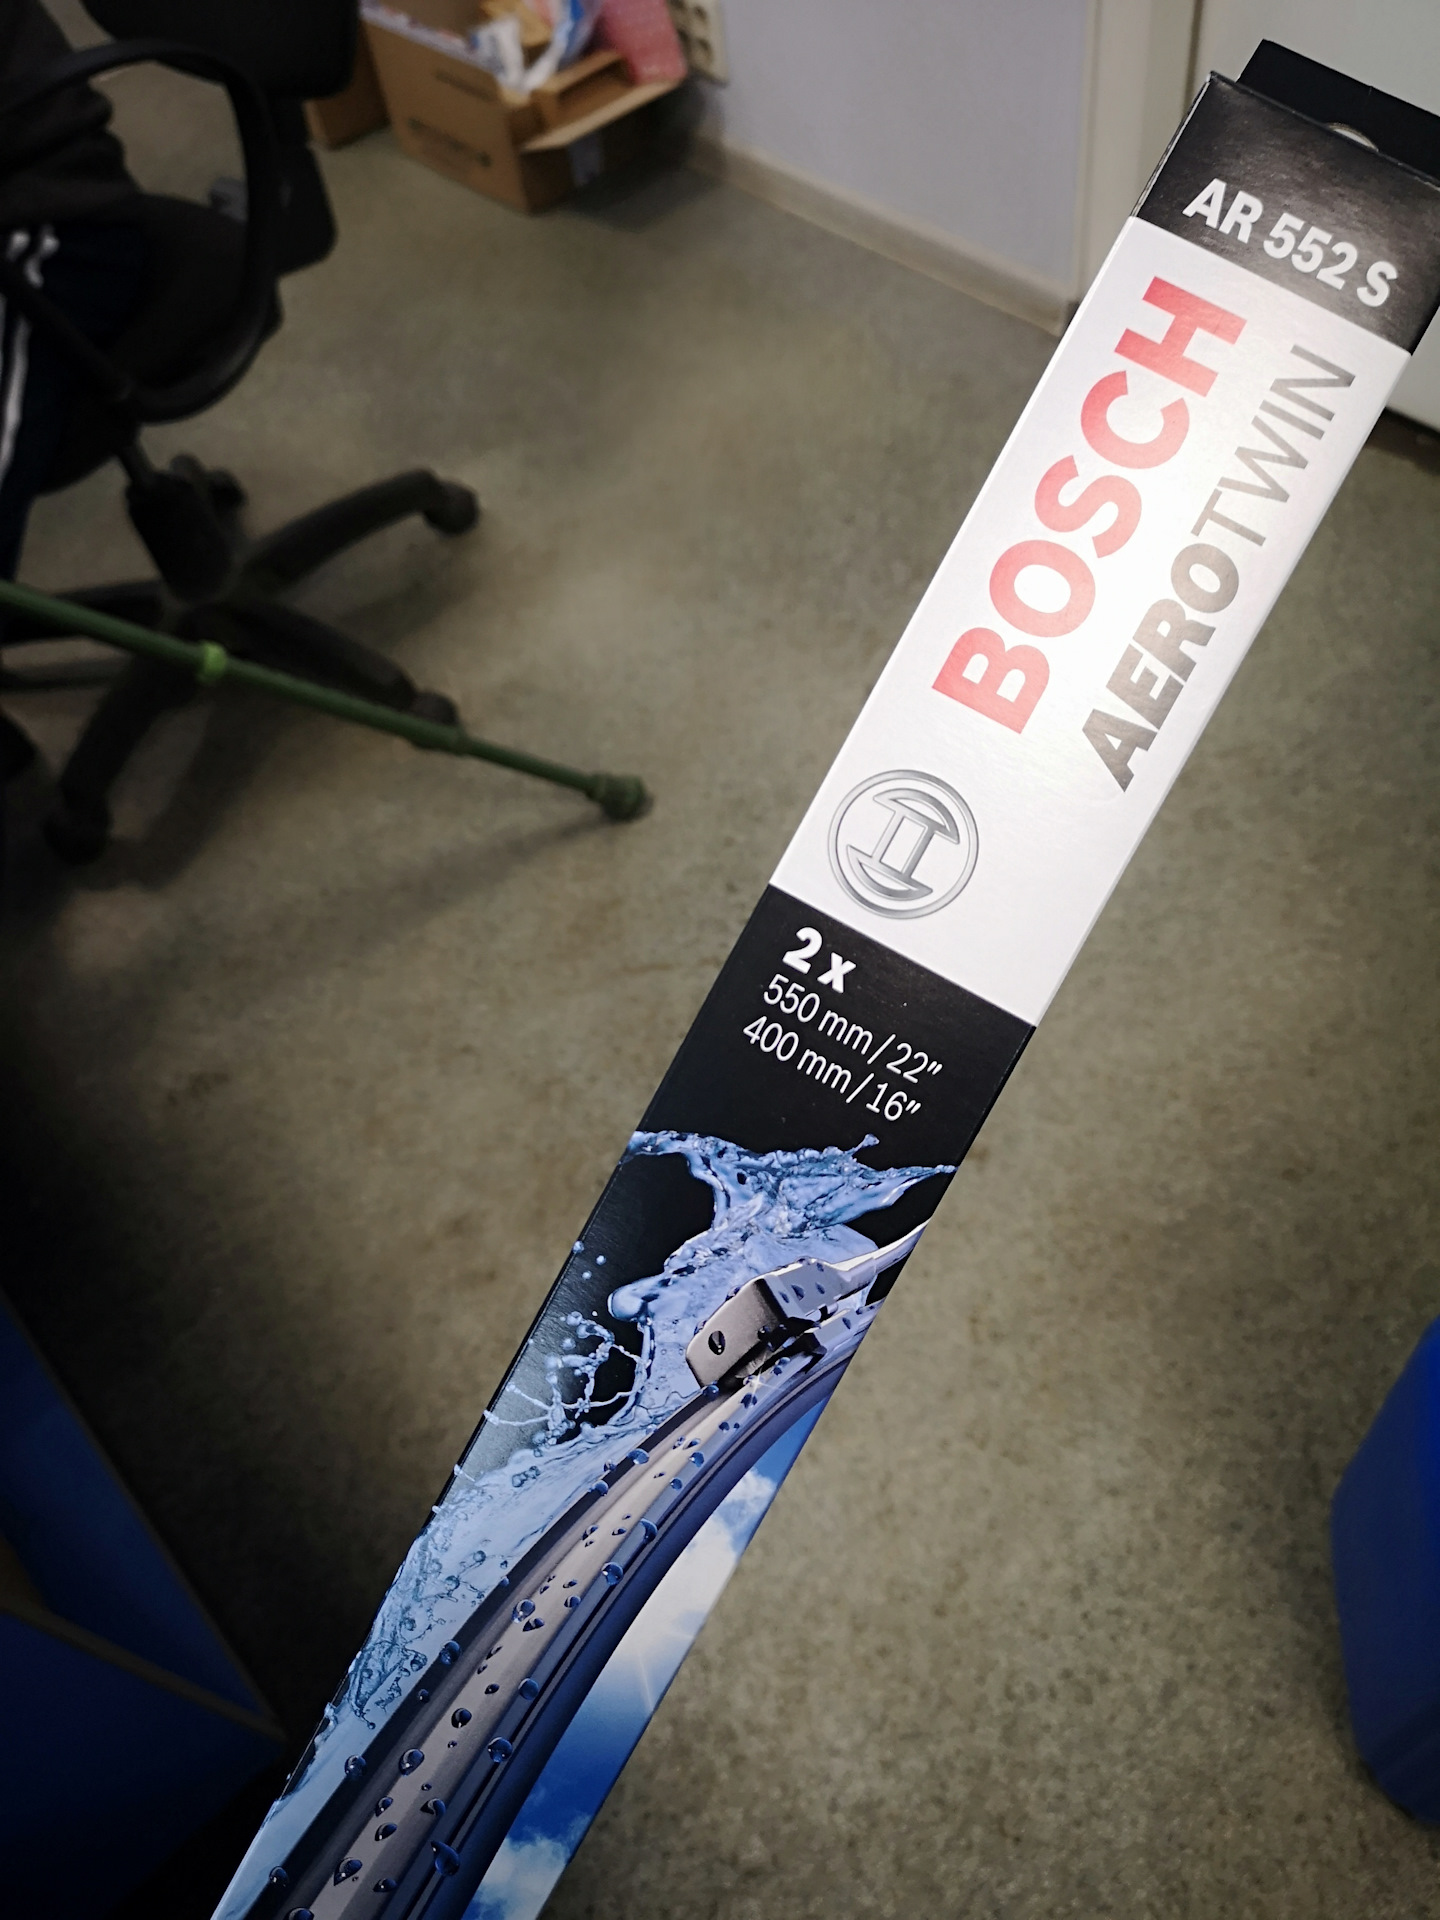 AR 552 S
BOSCH
AEROTWIN
2 x
550 mm/22"
400 mm/16"